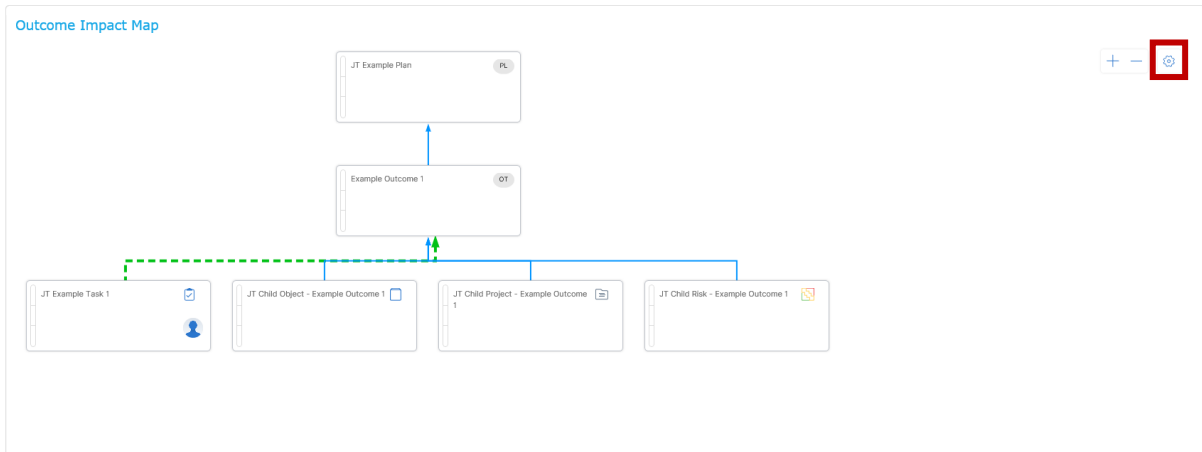 Outcome Impact Map
JT Example Plan
PL
Example Outcome 1
OT
JT Example Task 1
JT Child Object - Example Outcome 1
JT Child Project - Example Outcome
1
JT Child Risk - Example Outcome 1